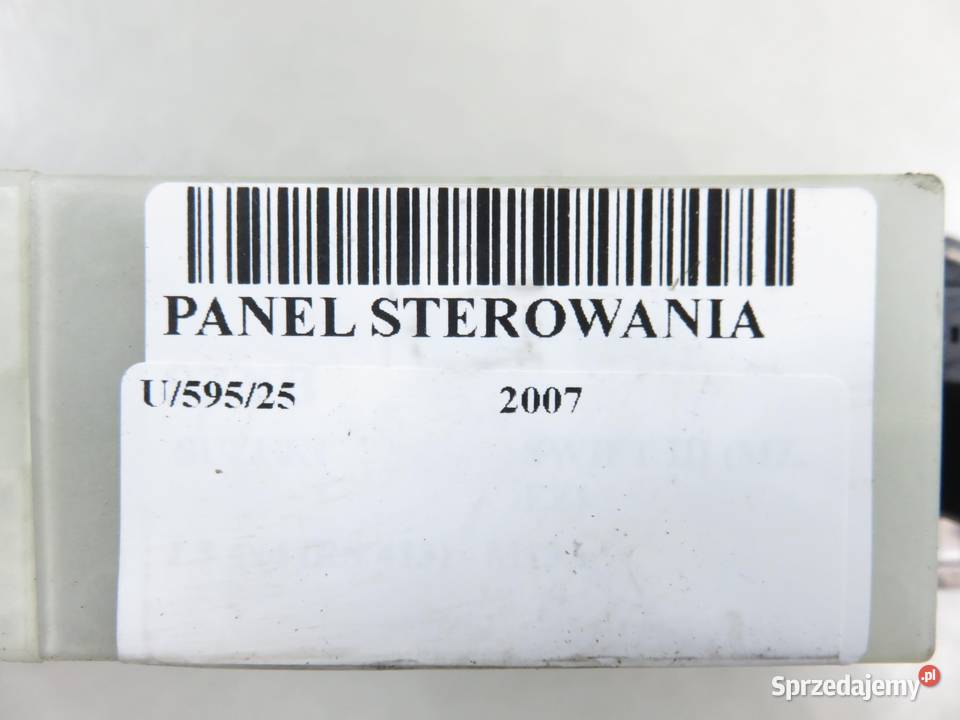 PANEL STEROWANIA
U/595/25 2007
Sprzedajemy.pl